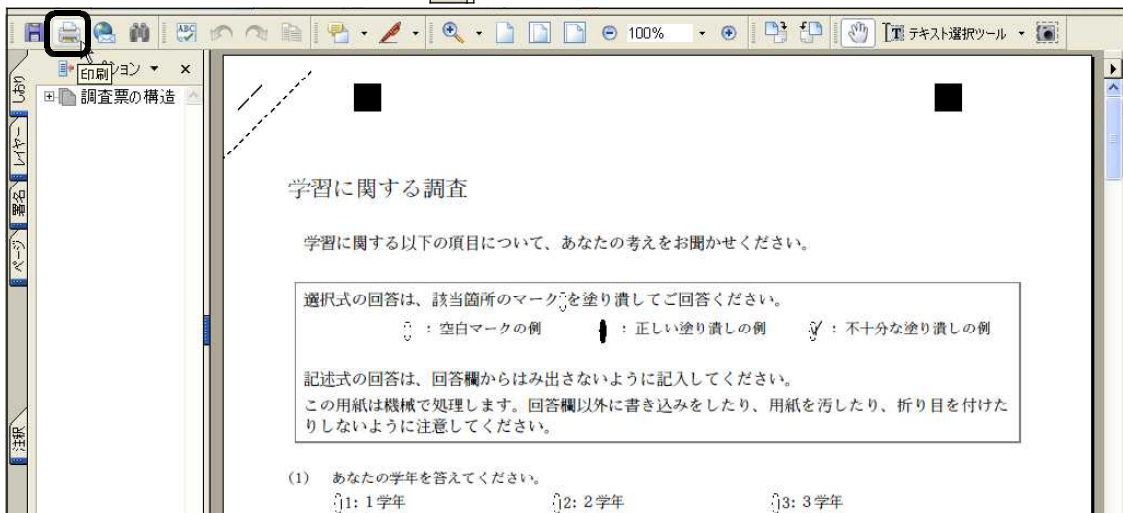 100%
テキスト選択ツール
印刷
ション
しおり
調査票の構造
レイヤー
署名
ページ
注釈
学習に関する調査
学習に関する以下の項目について、あなたの考えをお聞かせください。
選択式の回答は、該当箇所のマークを塗り潰してご回答ください。
：空白マークの例　：正しい塗り潰しの例　：不十分な塗り潰しの例
記述式の回答は、回答欄からはみ出さないように記入してください。
この用紙は機械で処理します。回答欄以外に書き込みをしたり、用紙を汚したり、折り目を付けた
りしないように注意してください。
(1)　あなたの学年を答えてください。
1: 1学年　2: 2学年　3: 3学年